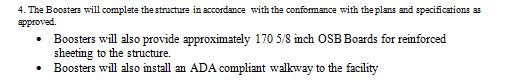 4. The Boosters will complete the structure in accordance with the conformance with the plans and specifications as
approved.
• Boosters will also provide approximately 170 5/8 inch OSB Boards for reinforced
sheeting to the structure.
• Boosters will also install an ADA compliant walkway to the facility